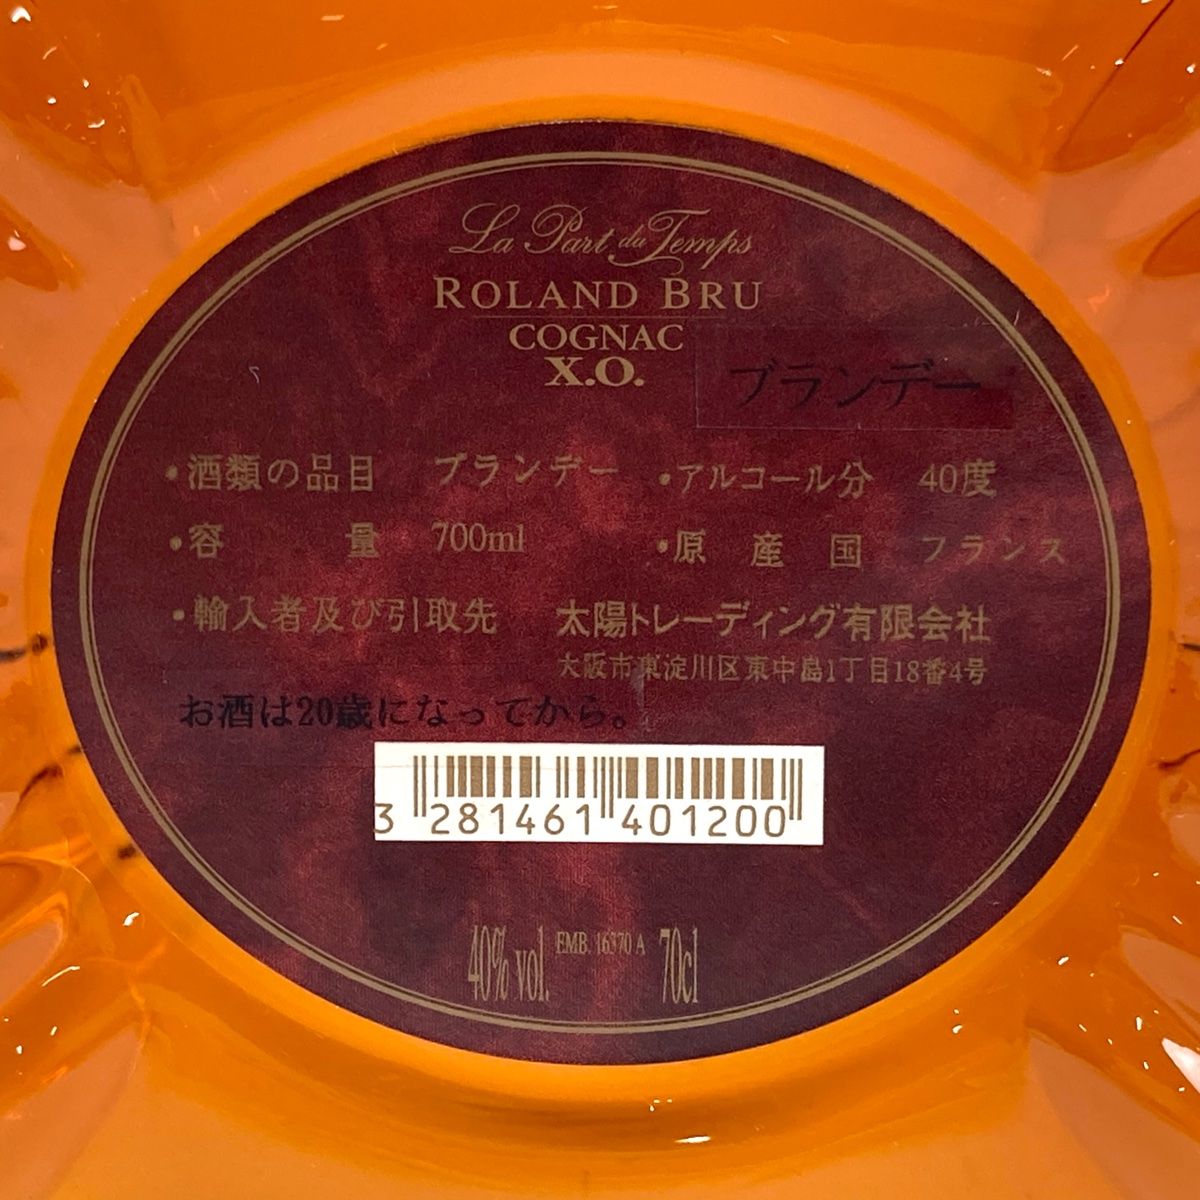 La Part du Temps
ROLAND BRU
COGNAC
X.O.
ブランデー
・酒類の品目 ブランデー ・アルコール分 40度
・容量 700ml ・原産国 フランス
・輸入者及び引取先 太陽トレーディング有限会社
大阪市東淀川区東中島1丁目18番4号
お酒は20歳になってから。
3 281461 401200
40% vol. EMB. 16370 A 70cl